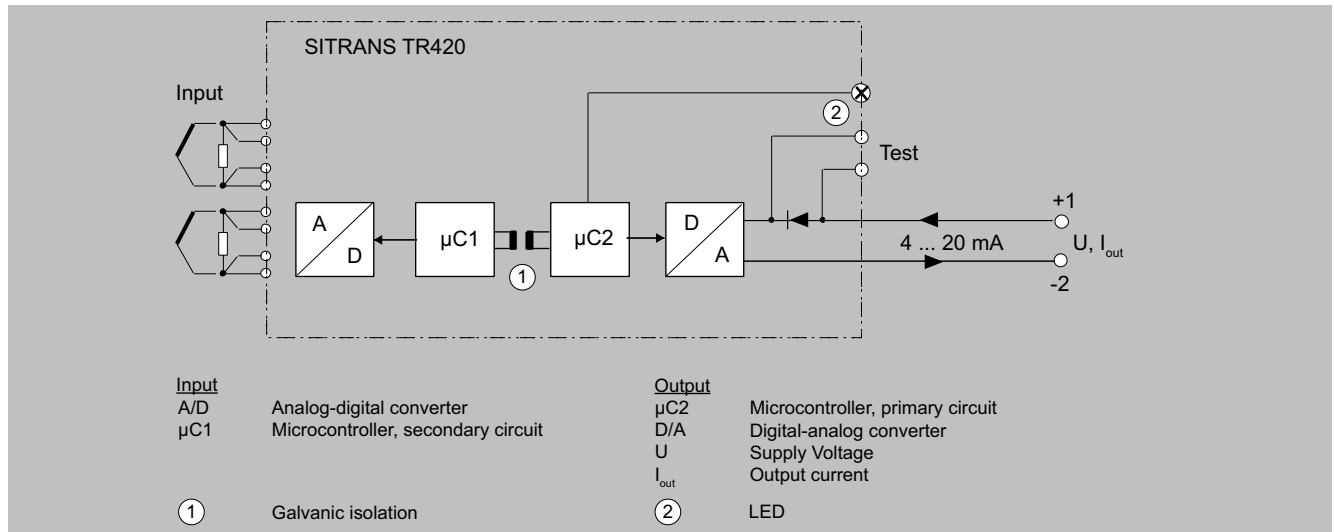 SITRANS TR420
Input
2
Test
A
D
µC1
1
µC2
D
A
+1
4 ... 20 mA
U, Iout
-2
Input
A/D Analog-digital converter
µC1 Microcontroller, secondary circuit
1 Galvanic isolation
Output
µC2 Microcontroller, primary circuit
D/A Digital-analog converter
U Supply Voltage
Iout Output current
2 LED